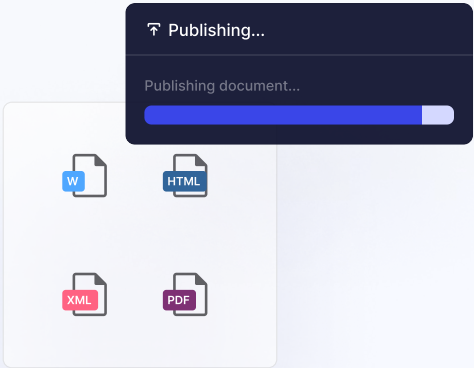 Publishing...
Publishing document...
W
HTML
XML
PDF